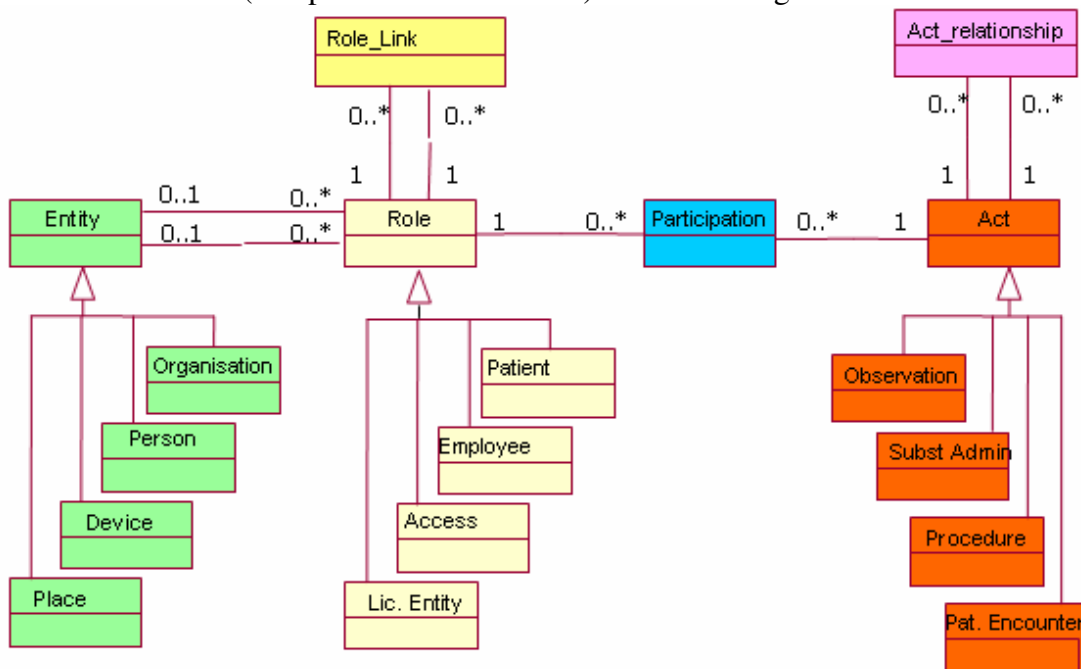 Role_Link
Act_relationship
0..* 0..*
0..* 0..*
1 1
1 1
0..1 0..*
Entity
Role
Participation
Act
0..1 0..*
1 0..*
0..* 1
Organisation
Patient
Observation
Person
Employee
Subst Admin
Device
Access
Procedure
Place
Lic. Entity
Pat. Encounter